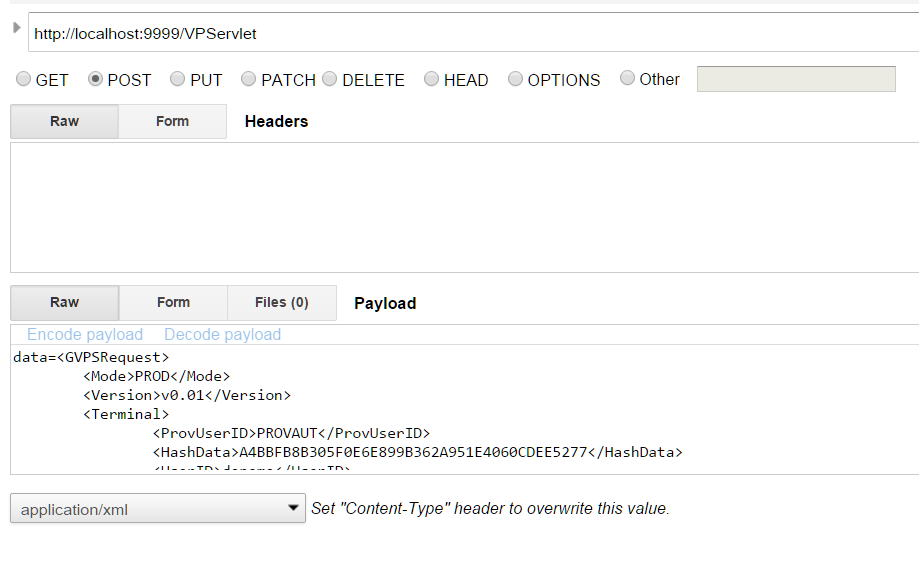 http://localhost:9999/VPServlet
GET POST PUT PATCH DELETE HEAD OPTIONS Other
Raw Form Headers
Raw Form Files (0) Payload
Encode payload Decode payload
data=<GVPSRequest>
<Mode>PROD</Mode>
<Version>v0.01</Version>
<Terminal>
<ProvUserID>PROVAUT</ProvUserID>
<HashData>A4BBFB8B305F0E6E899B362A951E4060CDEE5277</HashData>
application/xml Set "Content-Type" header to overwrite this value.